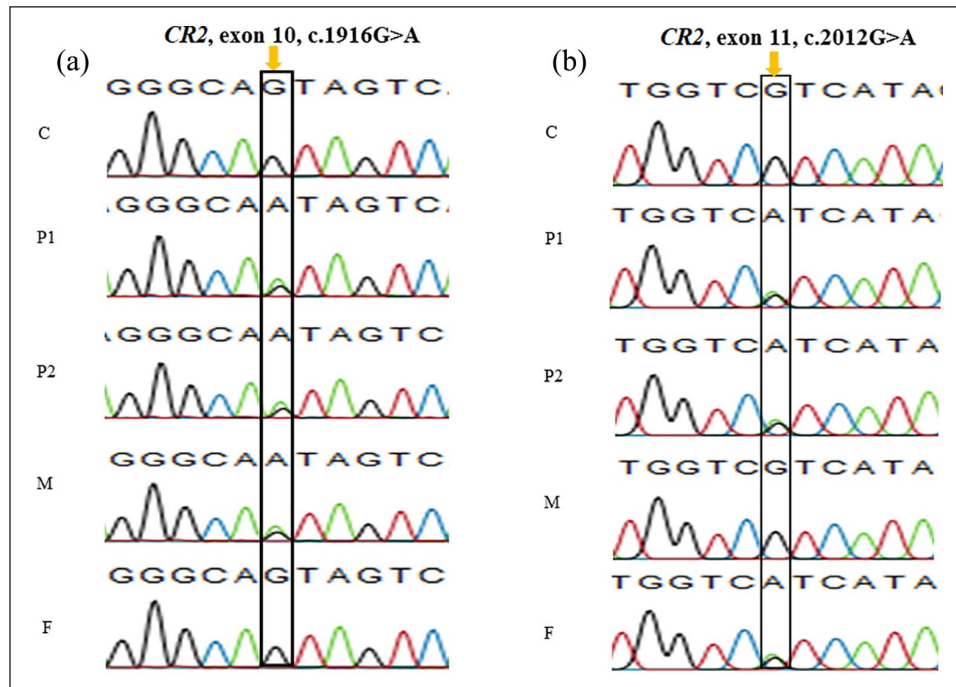 CR2, exon 10, c.1916G>A
(a)
GGGCAGTAGTC
C
GGGCAATAGTC
P1
GGGCAATAGTC
P2
GGGCAATAGTC
M
GGGCAGTAGTC
F
CR2, exon 11, c.2012G>A
(b)
TGGTCGTCATA
C
TGGTCATCATA
P1
TGGTCATCATA
P2
TGGTCGTCATA
M
TGGTCATCATA
F